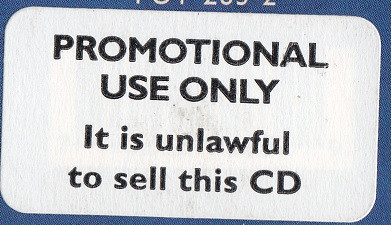 PROMOTIONAL
USE ONLY
It is unlawful
to sell this CD